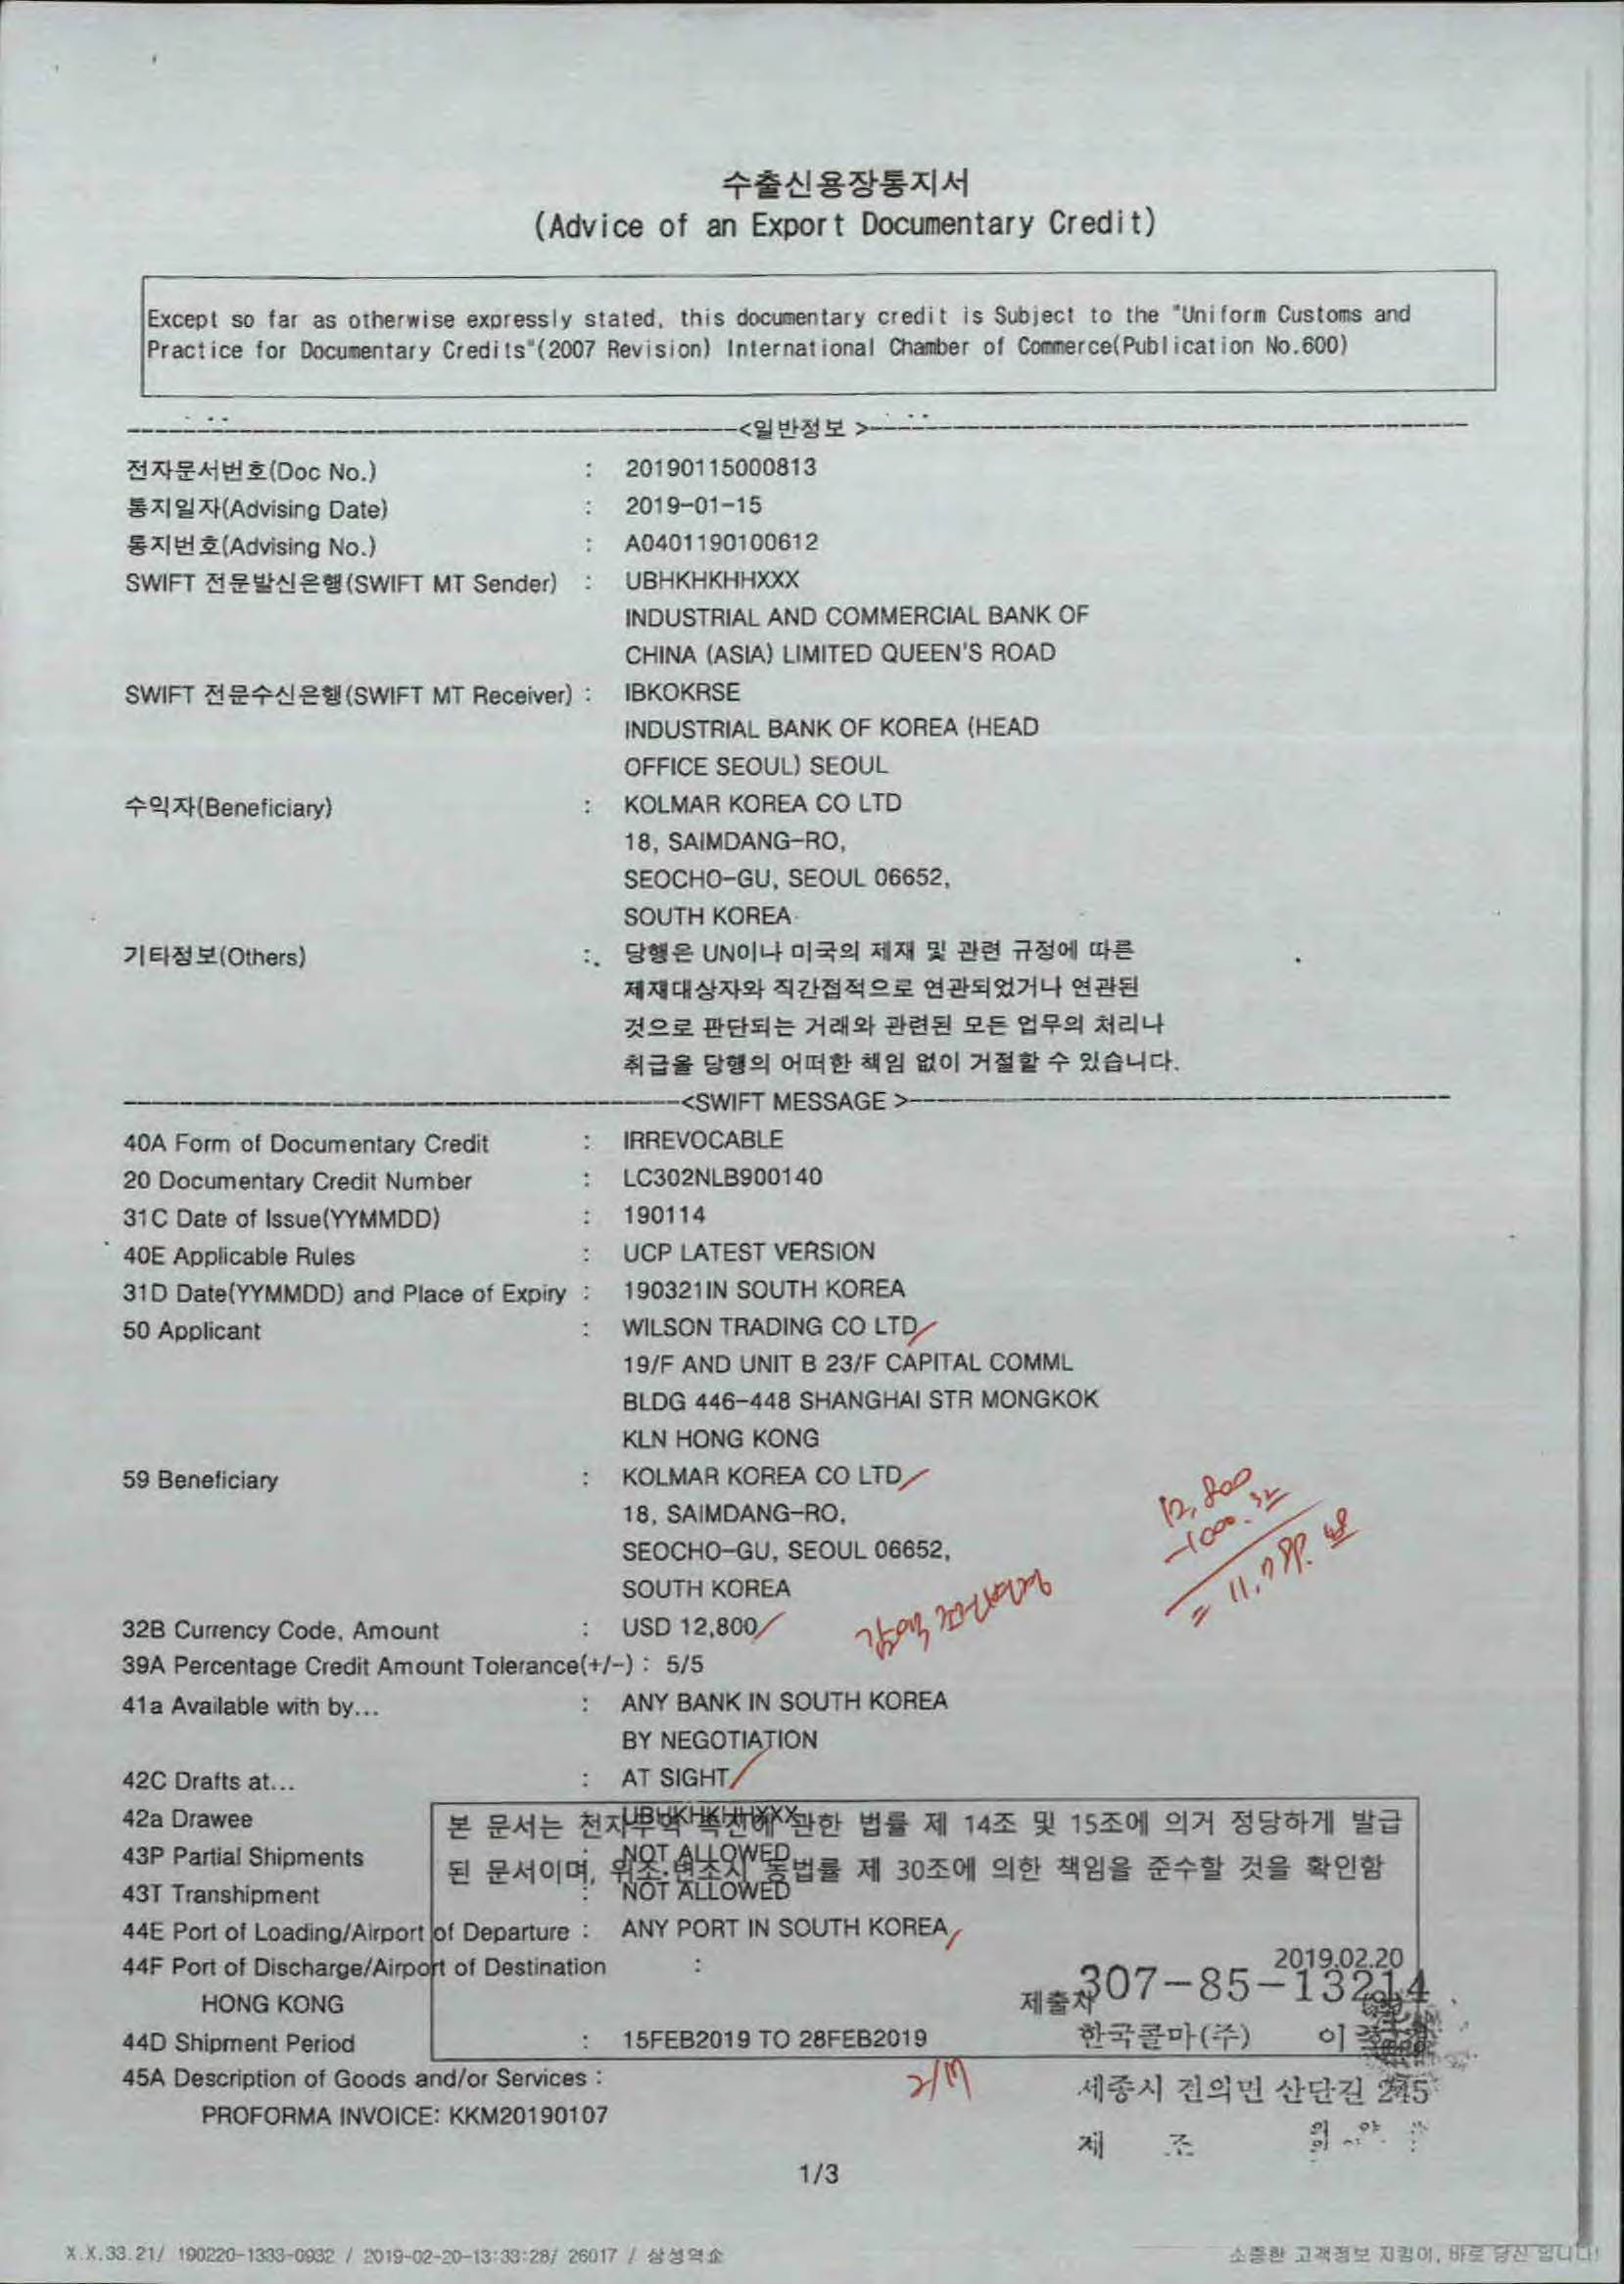 수출신용장통지서
(Advice of an Export Documentary Credit)
Except so far as otherwise expressly stated, this documentary credit is Subject to the "Uniform Customs and
Practice for Documentary Credits"(2007 Revision) International Chamber of Commerce(Publication No.600)
<일반정보 >
전자문서번호(Doc No.) : 20190115000813
통지일자(Advising Date) : 2019-01-15
통지번호(Advising No.) : A0401190100612
SWIFT 전문발신은행(SWIFT MT Sender) : UBHKHKHHXXX
INDUSTRIAL AND COMMERCIAL BANK OF
CHINA (ASIA) LIMITED QUEEN'S ROAD
SWIFT 전문수신은행(SWIFT MT Receiver) : IBKOKRSE
INDUSTRIAL BANK OF KOREA (HEAD
OFFICE SEOUL) SEOUL
수익자(Beneficiary) : KOLMAR KOREA CO LTD
18, SAIMDANG-RO,
SEOCHO-GU, SEOUL 06652,
SOUTH KOREA
기타정보(Others) : 당행은 UN이나 미국의 제재 및 관련 규정에 따른
제재대상자와 직간접적으로 연관되었거나 연관된
것으로 판단되는 거래와 관련된 모든 업무의 처리나
취급을 당행의 어떠한 책임 없이 거절할 수 있습니다.
<SWIFT MESSAGE >
40A Form of Documentary Credit : IRREVOCABLE
20 Documentary Credit Number : LC302NLB900140
31C Date of Issue(YYMMDD) : 190114
40E Applicable Rules : UCP LATEST VERSION
31D Date(YYMMDD) and Place of Expiry : 190321IN SOUTH KOREA
50 Applicant : WILSON TRADING CO LTD
19/F AND UNIT B 23/F CAPITAL COMML
BLDG 446-448 SHANGHAI STR MONGKOK
KLN HONG KONG
59 Beneficiary : KOLMAR KOREA CO LTD
12,800
18, SAIMDANG-RO,
SEOCHO-GU, SEOUL 06652,
SOUTH KOREA
32B Currency Code, Amount : USD 12,800
39A Percentage Credit Amount Tolerance(+/-) : 5/5
41a Available with by... : ANY BANK IN SOUTH KOREA
BY NEGOTIATION
42C Drafts at... : AT SIGHT
42a Drawee UBHKHKHHXXX
본 문서는 전자무역 촉진에 관한 법률 제 14조 및 15조에 의거 정당하게 발급
43P Partial Shipments : NOT ALLOWED
된 문서이며, 위조·변조시 동법률 제 30조에 의한 책임을 준수할 것을 확인함
43T Transhipment : NOT ALLOWED
44E Port of Loading/Airport of Departure : ANY PORT IN SOUTH KOREA
2019.02.20
44F Port of Discharge/Airport of Destination :
307-85-13214
HONG KONG
제출자
44D Shipment Period : 15FEB2019 TO 28FEB2019
한국콜마(주) 이
45A Description of Goods and/or Services :
세종시 전의면 산단길 245
PROFORMA INVOICE: KKM20190107
제 조
1/3
X.X.33.21/ 190220-1333-0932 / 2019-02-20-13:33:28/ 26017 / 삼성역소
소중한 고객정보 지킴이, 바로 당신 입니다!